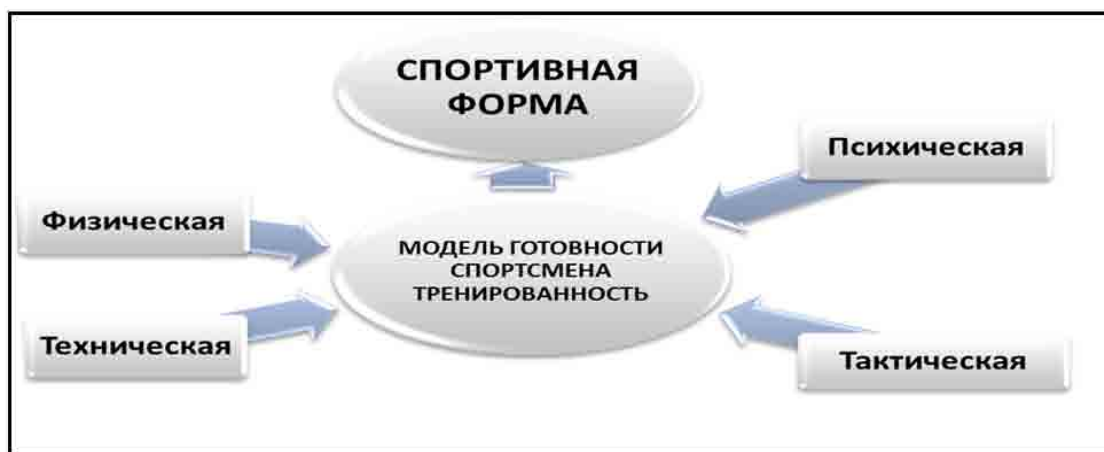 СПОРТИВНАЯ
ФОРМА
Психическая
Физическая
МОДЕЛЬ ГОТОВНОСТИ
СПОРТСМЕНА
ТРЕНИРОВАННОСТЬ
Техническая
Тактическая